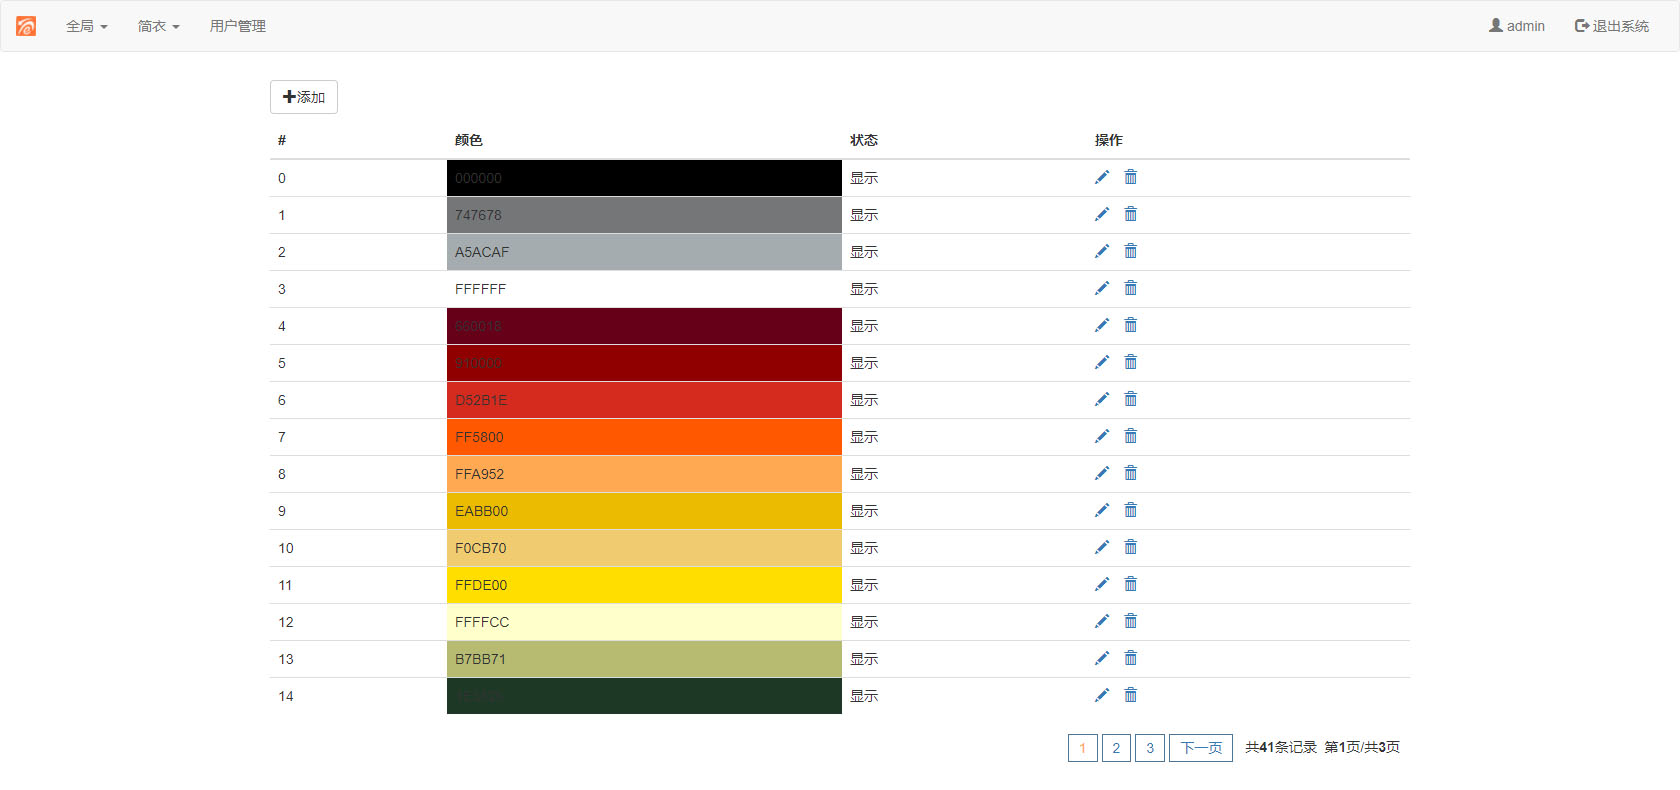 全局 简衣 用户管理 admin 退出系统
添加
# 颜色 状态 操作
0 000000 显示
1 747678 显示
2 A5ACAF 显示
3 FFFFFF 显示
4 660018 显示
5 显示
6 D52B1E 显示
7 FF5800 显示
8 FFA952 显示
9 EABB00 显示
10 F0CB70 显示
11 FFDE00 显示
12 FFFFCC 显示
13 B7BB71 显示
14 显示
1 2 3 下一页 共41条记录 第1页/共3页